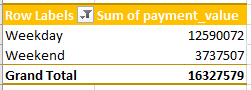 Row Labels Sum of payment_value
Weekday 12590072
Weekend 3737507
Grand Total 16327579